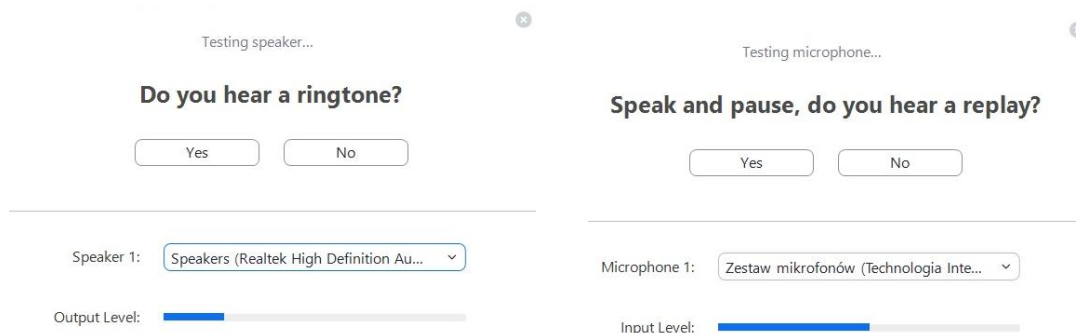 Testing speaker...
Do you hear a ringtone?
Yes No
Speaker 1: Speakers (Realtek High Definition Au...
Output Level:
Testing microphone...
Speak and pause, do you hear a replay?
Yes No
Microphone 1: Zestaw mikrofonów (Technologia Inte...
Input Level: